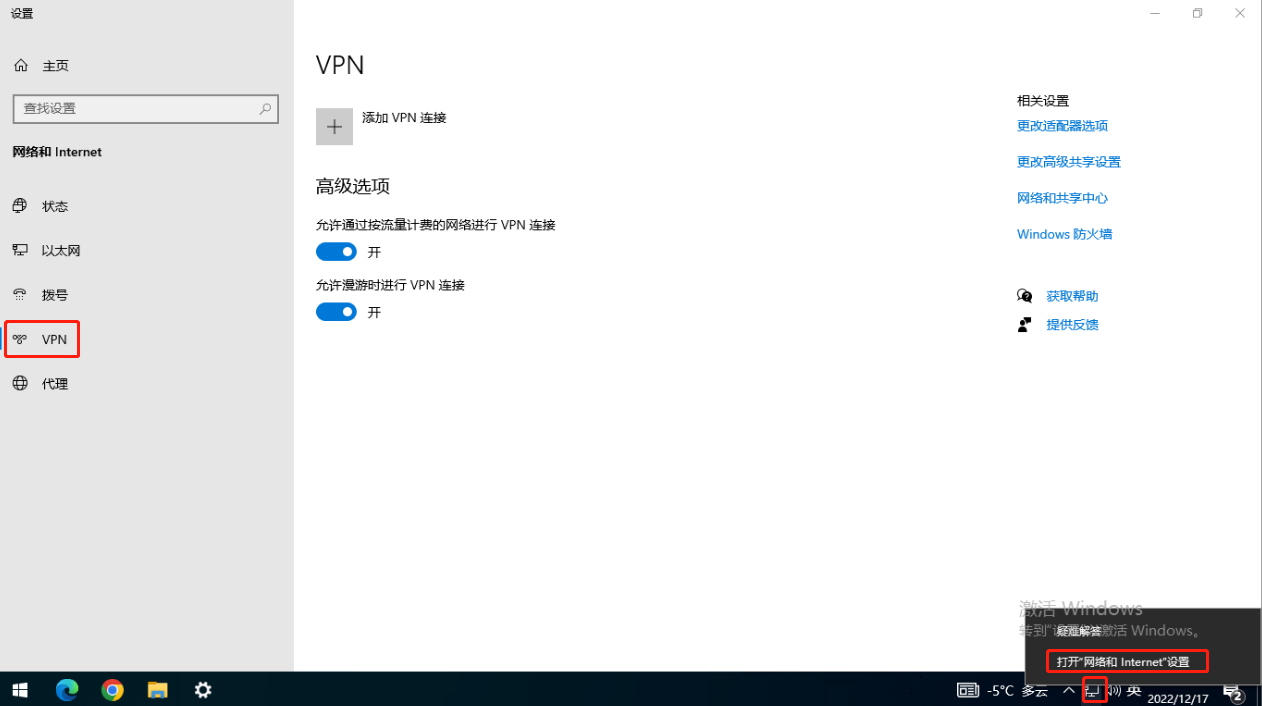 设置
主页
查找设置
网络和 Internet
状态
以太网
拨号
VPN
代理
VPN
添加 VPN 连接
高级选项
允许通过按流量计费的网络进行 VPN 连接
开
允许漫游时进行 VPN 连接
开
相关设置
更改适配器选项
更改高级共享设置
网络和共享中心
Windows 防火墙
获取帮助
提供反馈
激活 Windows
转到"设置"以激活 Windows。
疑难解答
打开"网络和 Internet"设置
-5°C 多云
英
2022/12/17
2